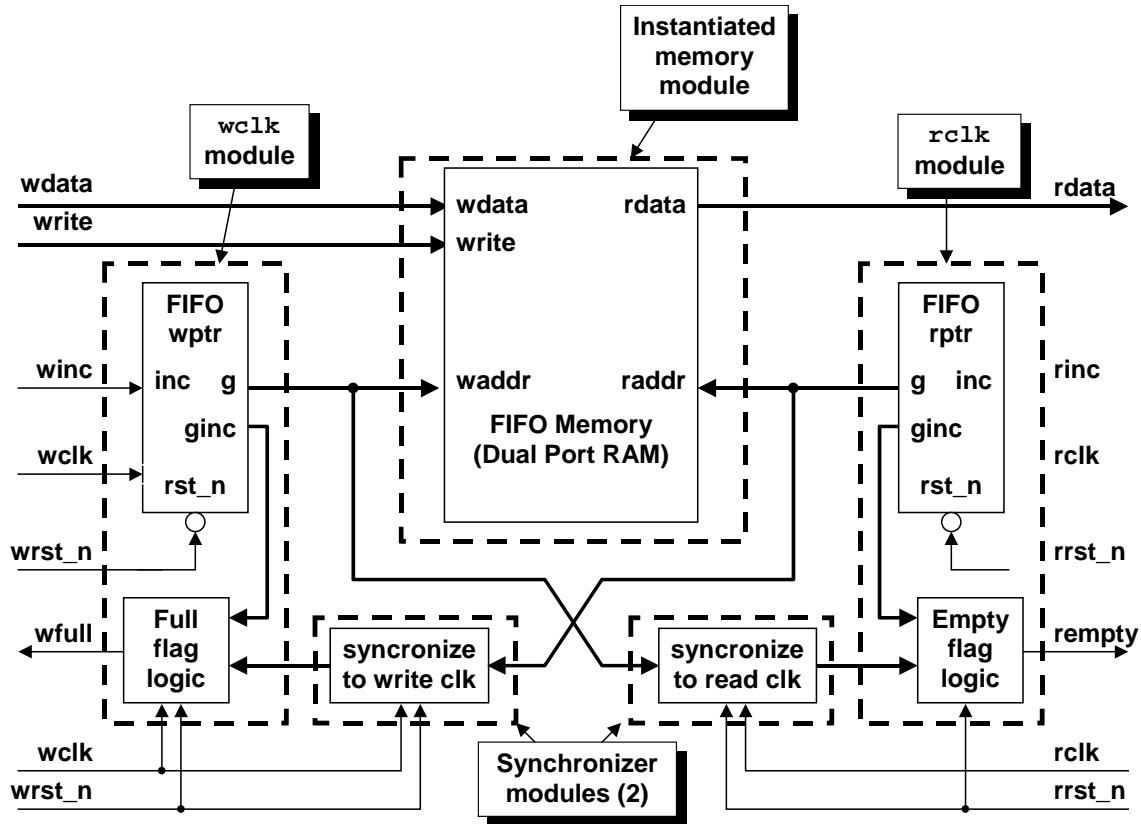 Instantiated
memory
module
wclk
module
rclk
module
wdata
write
wdata
write
rdata
rdata
FIFO
wptr
inc
g
ginc
rst_n
winc
wclk
wrst_n
waddr
raddr
FIFO Memory
(Dual Port RAM)
FIFO
rptr
g
inc
ginc
rst_n
rinc
rclk
rrst_n
wfull
Full
flag
logic
syncronize
to write clk
syncronize
to read clk
Empty
flag
logic
rempty
wclk
wrst_n
Synchronizer
modules (2)
rclk
rrst_n